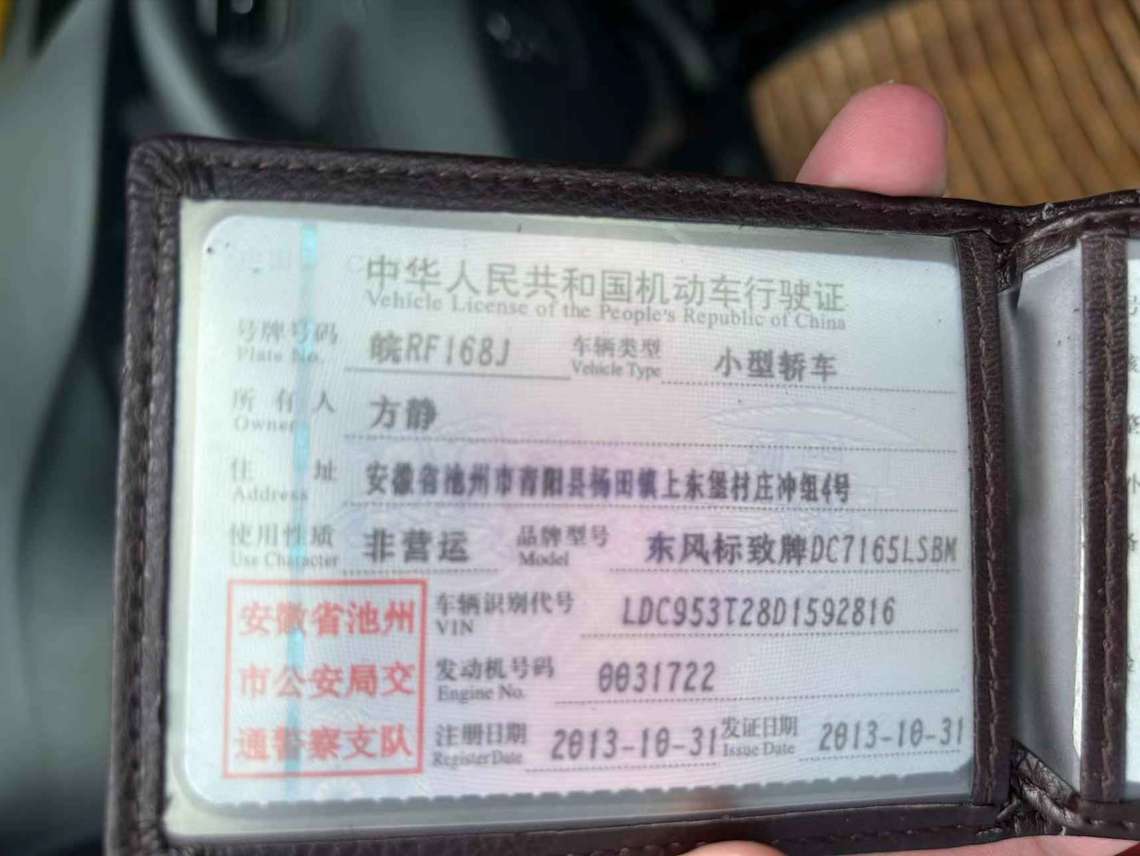 中华人民共和国机动车行驶证
Vehicle License of the People's Republic of China
号牌号码 皖RF168J 车辆类型 小型轿车
Plate No. Vehicle Type
所有人 方静
Owner
住址 安徽省池州市青阳县杨田镇上东堡村庄冲组4号
Address
使用性质 非营运 品牌型号 东风标致牌DC7165LSBM
Use Character Model
车辆识别代号 LDC953T28D1592816
VIN
发动机号码 0031722
Engine No.
注册日期 2013-10-31 发证日期 2013-10-31
Register Date Issue Date
安徽省池州
市公安局交
通警察支队